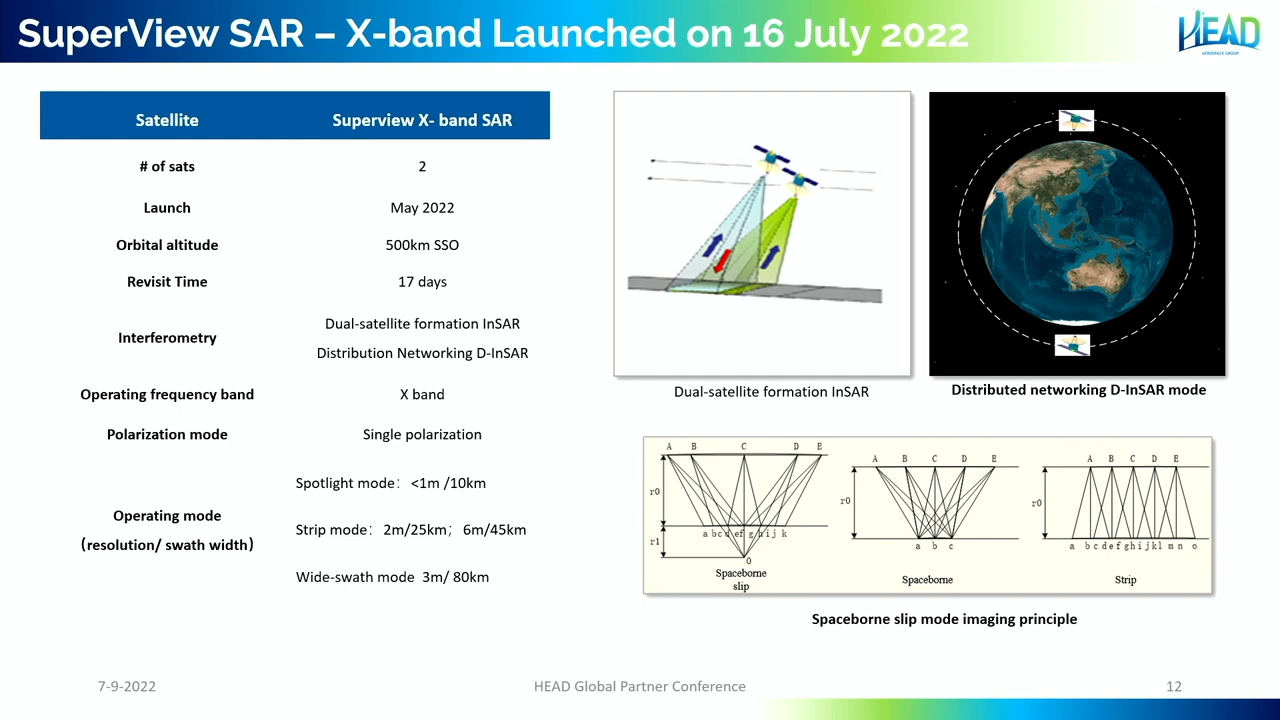 SuperView SAR – X-band Launched on 16 July 2022
HEAD
AEROSPACE GROUP
Satellite
Superview X- band SAR
# of sats
2
Launch
May 2022
Orbital altitude
500km SSO
Revisit Time
17 days
Interferometry
Dual-satellite formation InSAR
Distribution Networking D-InSAR
Operating frequency band
X band
Polarization mode
Single polarization
Operating mode
(resolution/ swath width)
Spotlight mode： <1m /10km
Strip mode： 2m/25km； 6m/45km
Wide-swath mode 3m/ 80km
Dual-satellite formation InSAR
Distributed networking D-InSAR mode
A B C D E
r0
a b c d e f g h i j k
r1
O
Spaceborne
slip
A B C D E
r0
a b c
Spaceborne
A B C D E
r0
a b c d e f g h i j k l m n o
Strip
Spaceborne slip mode imaging principle
7-9-2022
HEAD Global Partner Conference
12